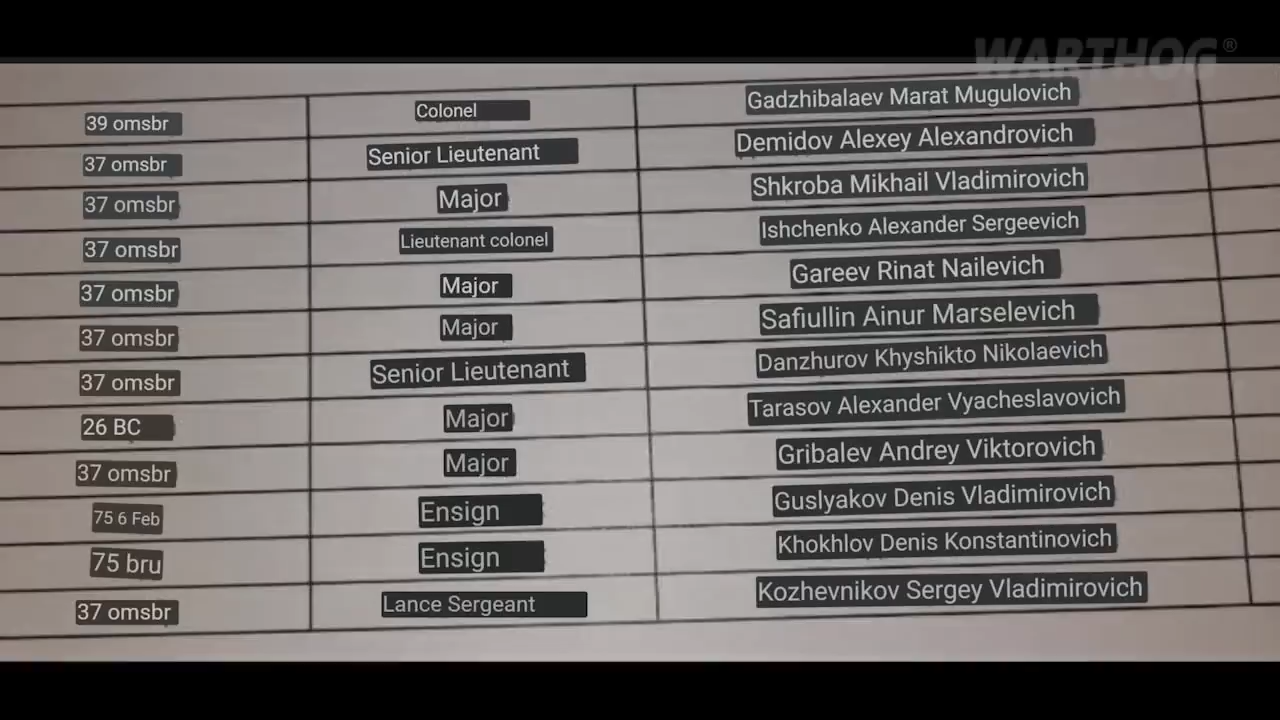 WARTHOG®
39 omsbr Colonel Gadzhibalaev Marat Mugulovich
37 omsbr Senior Lieutenant Demidov Alexey Alexandrovich
37 omsbr Major Shkroba Mikhail Vladimirovich
37 omsbr Lieutenant colonel Ishchenko Alexander Sergeevich
37 omsbr Major Gareev Rinat Nailevich
37 omsbr Major Safiullin Ainur Marselevich
37 omsbr Senior Lieutenant Danzhurov Khyshikto Nikolaevich
26 BC Major Tarasov Alexander Vyacheslavovich
37 omsbr Major Gribalev Andrey Viktorovich
75 6 Feb Ensign Guslyakov Denis Vladimirovich
75 bru Ensign Khokhlov Denis Konstantinovich
37 omsbr Lance Sergeant Kozhevnikov Sergey Vladimirovich